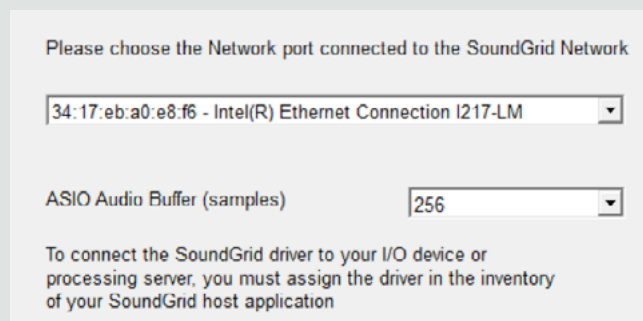 Please choose the Network port connected to the SoundGrid Network
34:17:eb:a0:e8:f6 - Intel(R) Ethernet Connection I217-LM
ASIO Audio Buffer (samples) 256
To connect the SoundGrid driver to your I/O device or
processing server, you must assign the driver in the inventory
of your SoundGrid host application